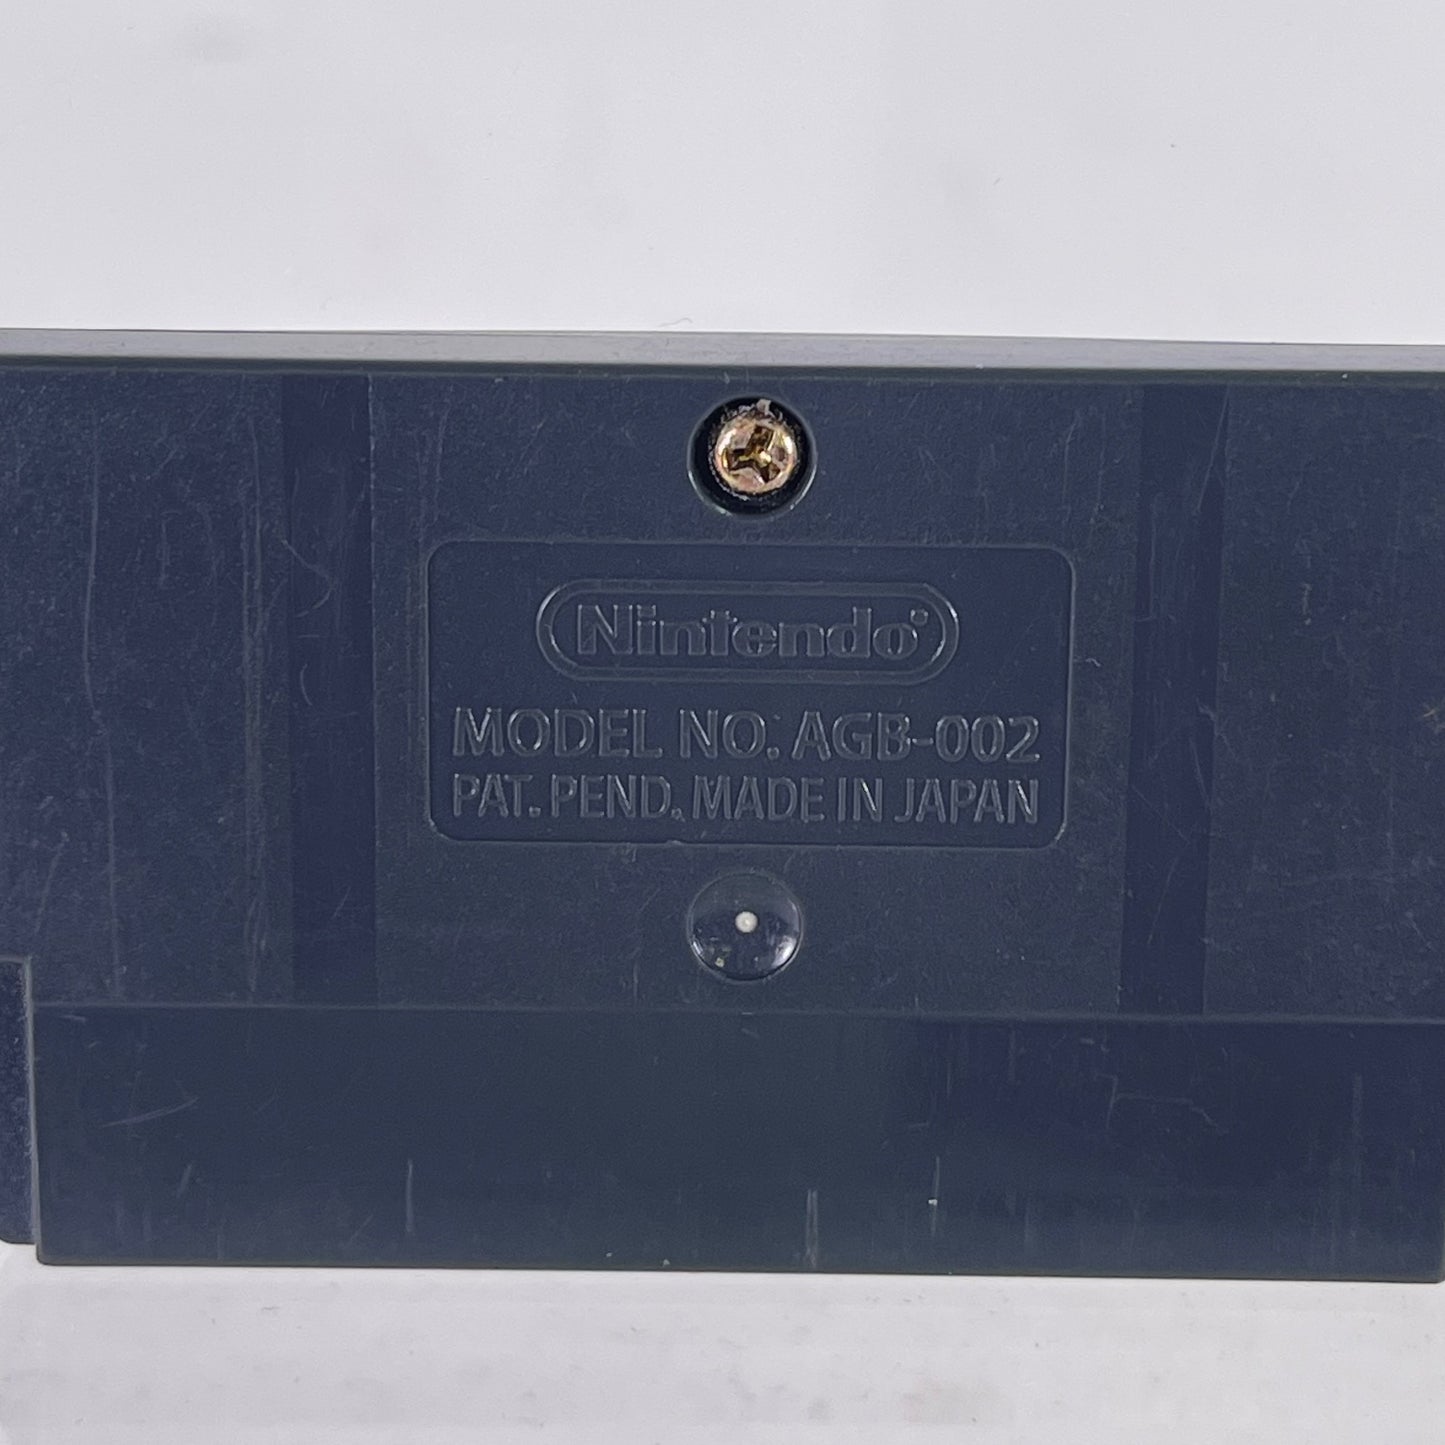 Nintendo
MODEL NO. AGB-002
PAT. PEND. MADE IN JAPAN